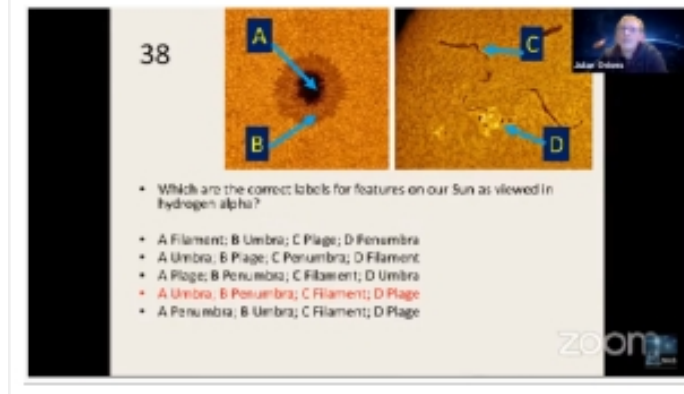 38
A
B
C
D
• Which are the correct labels for features on our Sun as viewed in
hydrogen alpha?
• A Filament; B Umbra; C Plage; D Penumbra
• A Umbra, B Plage; C Penumbra; D Filament
• A Plage; B Penumbra; C Filament; D Umbra
• A Umbra, B Penumbra; C Filament; D Plage
• A Penumbra; B Umbra; C Filament; D Plage
zoom